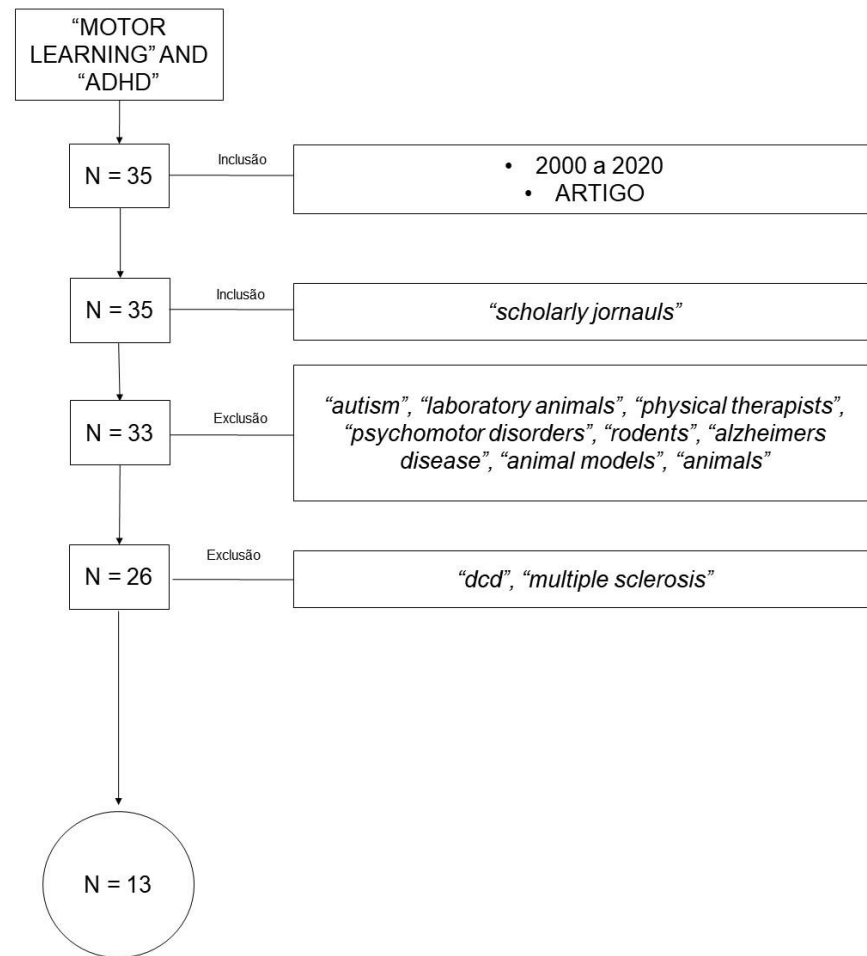 “MOTOR
LEARNING” AND
“ADHD”
N = 35
Inclusão
• 2000 a 2020
• ARTIGO
N = 35
Inclusão
“scholarly jornauls”
N = 33
Exclusão
“autism”, “laboratory animals”, “physical therapists”,
“psychomotor disorders”, “rodents”, “alzheimers
disease”, “animal models”, “animals”
N = 26
Exclusão
“dcd”, “multiple sclerosis”
N = 13